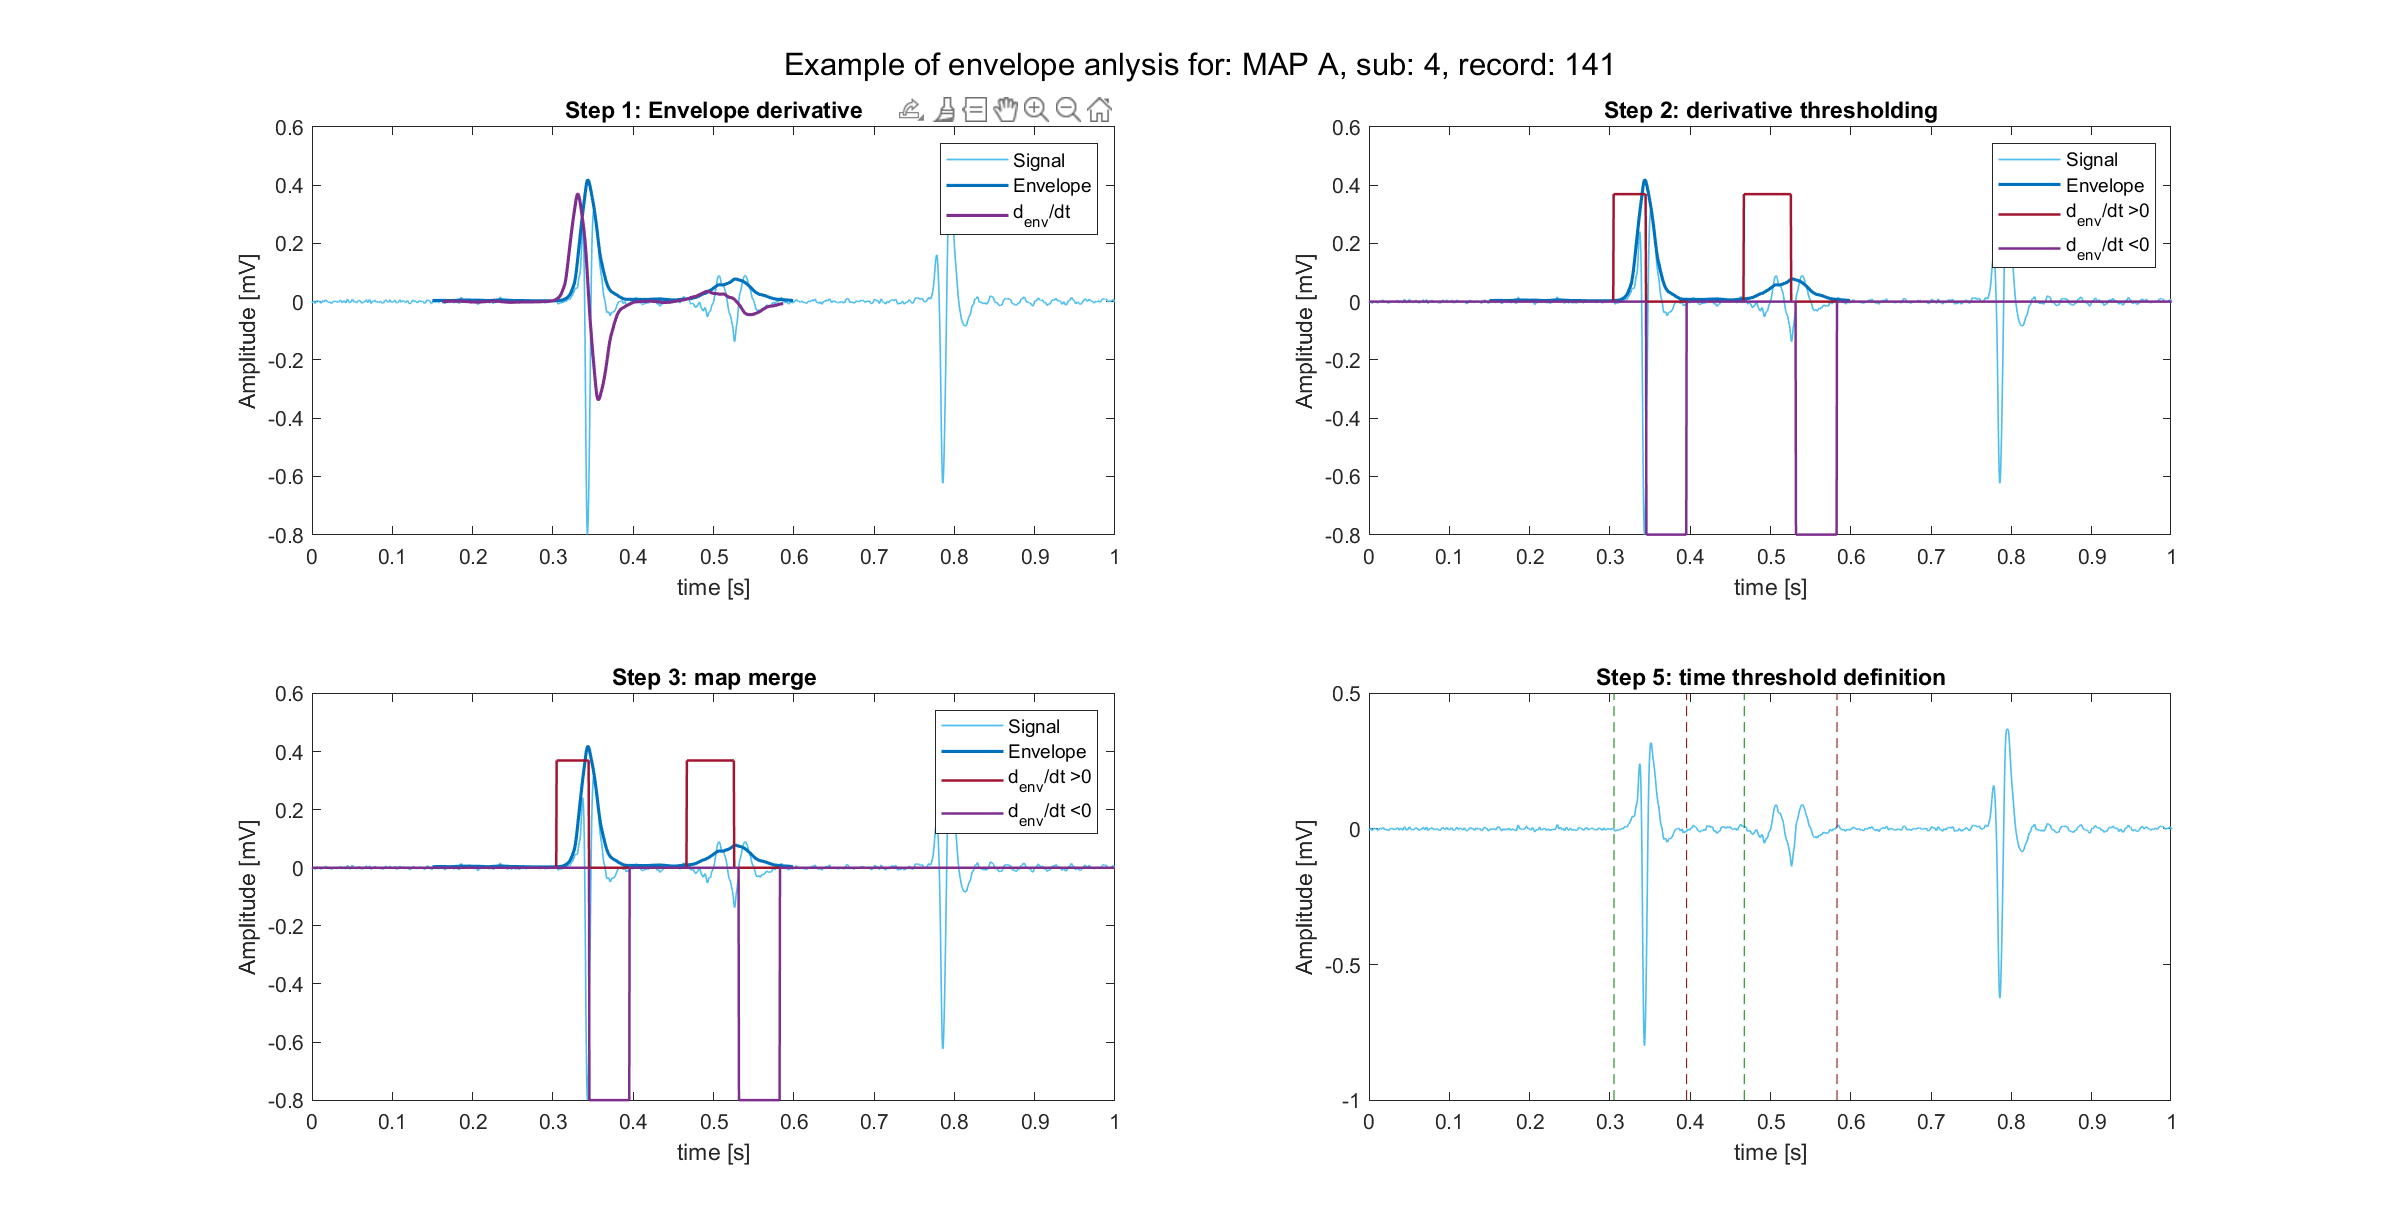 Example of envelope anlysis for: MAP A, sub: 4, record: 141
Step 1: Envelope derivative
0.6
0.4
0.2
0
-0.2
-0.4
-0.6
-0.8
Amplitude [mV]
Signal
Envelope
d_env/dt
0 0.1 0.2 0.3 0.4 0.5 0.6 0.7 0.8 0.9 1
time [s]
Step 2: derivative thresholding
0.6
0.4
0.2
0
-0.2
-0.4
-0.6
-0.8
Amplitude [mV]
Signal
Envelope
d_env/dt >0
d_env/dt <0
0 0.1 0.2 0.3 0.4 0.5 0.6 0.7 0.8 0.9 1
time [s]
Step 3: map merge
0.6
0.4
0.2
0
-0.2
-0.4
-0.6
-0.8
Amplitude [mV]
Signal
Envelope
d_env/dt >0
d_env/dt <0
0 0.1 0.2 0.3 0.4 0.5 0.6 0.7 0.8 0.9 1
time [s]
Step 5: time threshold definition
0.5
0
-0.5
-1
Amplitude [mV]
0 0.1 0.2 0.3 0.4 0.5 0.6 0.7 0.8 0.9 1
time [s]